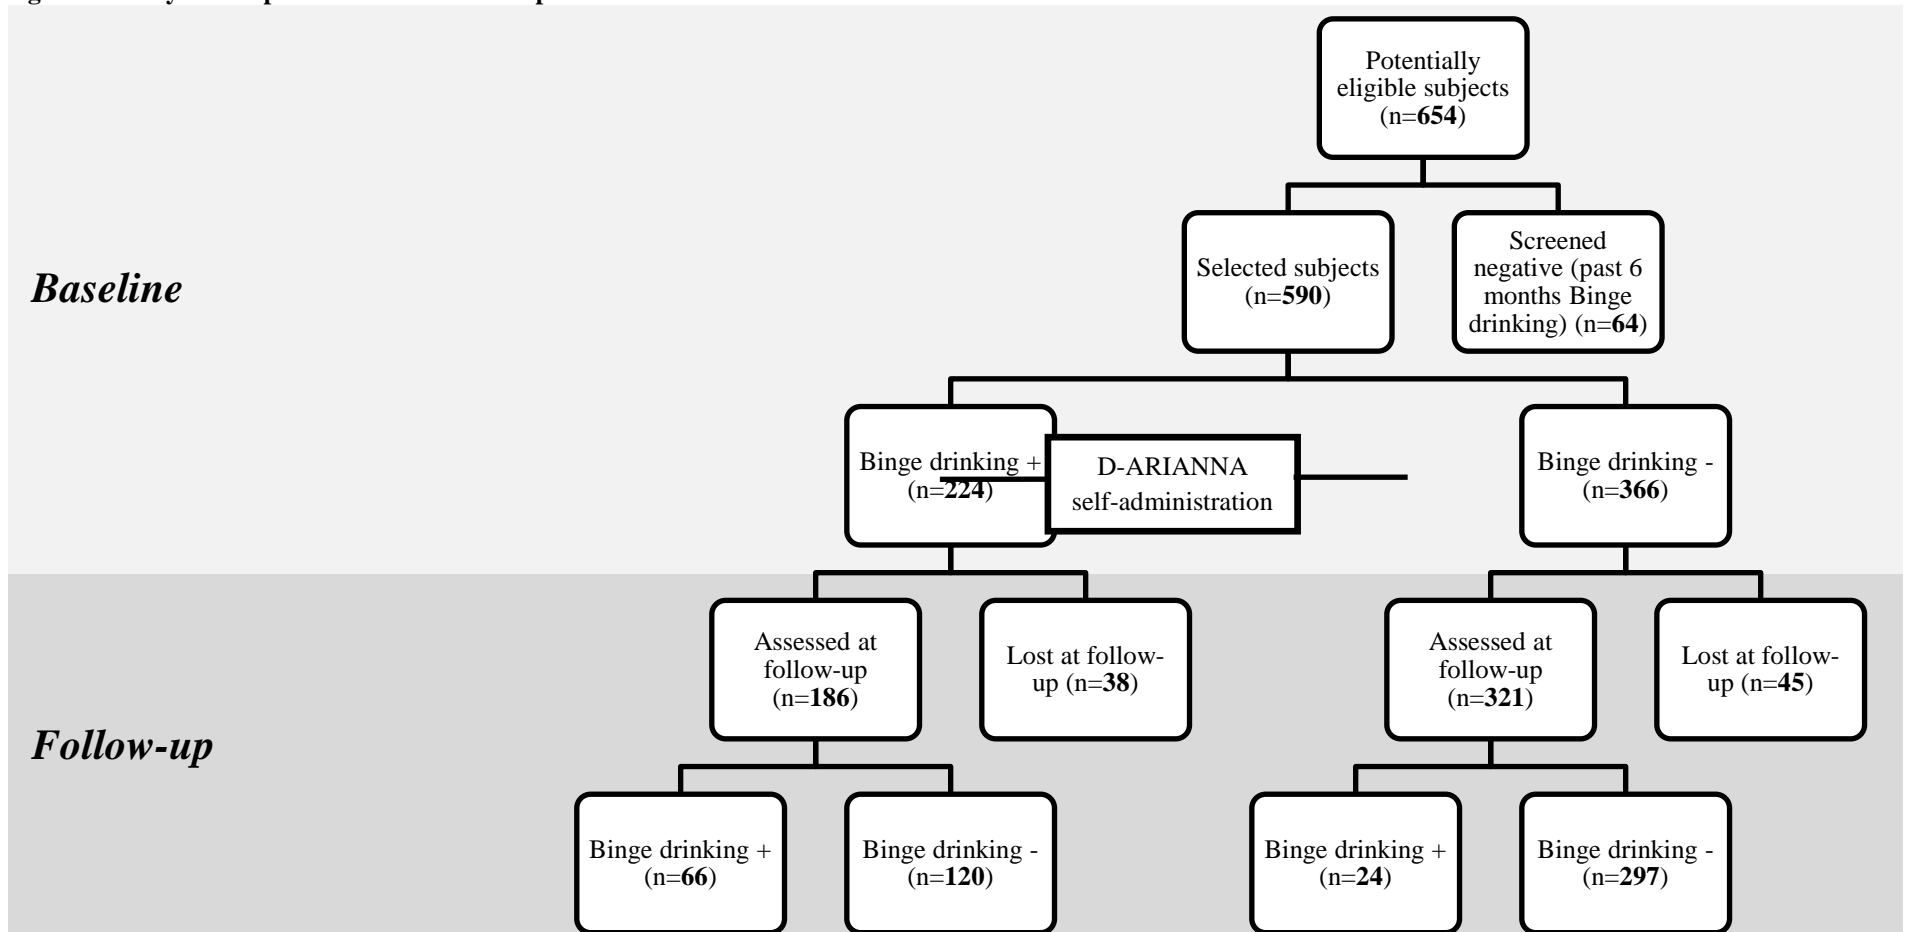 Potentially
eligible subjects
(n=654)
Selected subjects
(n=590)
Screened
negative (past 6
months Binge
drinking) (n=64)
Baseline
Binge drinking +
(n=224)
D-ARIANNA
self-administration
Binge drinking -
(n=366)
Assessed at
follow-up
(n=186)
Lost at follow-
up (n=38)
Assessed at
follow-up
(n=321)
Lost at follow-
up (n=45)
Follow-up
Binge drinking +
(n=66)
Binge drinking -
(n=120)
Binge drinking +
(n=24)
Binge drinking -
(n=297)